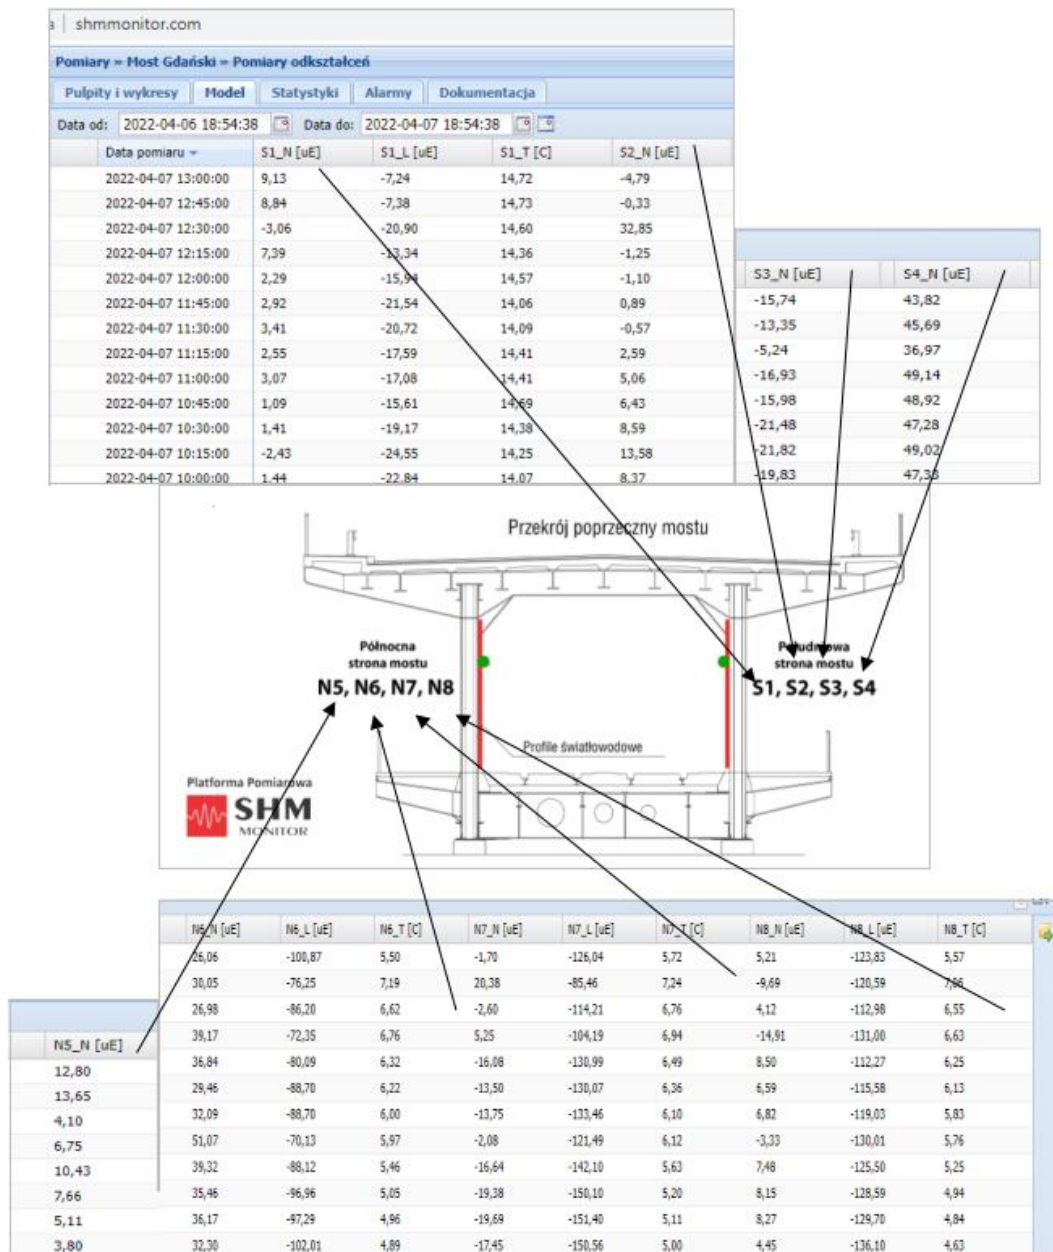 a | shmmonitor.com
Pomiary » Most Gdański » Pomiary odkształceń
Pulpity i wykresy Model Statystyki Alarmy Dokumentacja
Data od: 2022-04-06 18:54:38 Data do: 2022-04-07 18:54:38
Data pomiaru S1_N [uE] S1_L [uE] S1_T [C] S2_N [uE]
2022-04-07 13:00:00 9,13 -7,24 14,72 -4,79
2022-04-07 12:45:00 8,84 -7,38 14,73 -0,33
2022-04-07 12:30:00 -3,06 -20,90 14,60 32,85
2022-04-07 12:15:00 7,39 -13,34 14,36 -1,25
2022-04-07 12:00:00 2,29 -15,94 14,57 -1,10
2022-04-07 11:45:00 2,92 -21,54 14,06 0,89
2022-04-07 11:30:00 3,41 -20,72 14,09 -0,57
2022-04-07 11:15:00 2,55 -17,59 14,41 2,59
2022-04-07 11:00:00 3,07 -17,08 14,41 5,06
2022-04-07 10:45:00 1,09 -15,61 14,69 6,43
2022-04-07 10:30:00 1,41 -19,17 14,38 8,59
2022-04-07 10:15:00 -2,43 -24,55 14,25 13,58
2022-04-07 10:00:00 1,44 -22,84 14,07 8,37
S3_N [uE] S4_N [uE]
-15,74 43,82
-13,35 45,69
-5,24 36,97
-16,93 49,14
-15,98 48,92
-21,48 47,28
-21,82 49,02
-19,83 47,33
Przekrój poprzeczny mostu
Północna
strona mostu
N5, N6, N7, N8
Południowa
strona mostu
S1, S2, S3, S4
Profile światłowodowe
Platforma Pomiarowa
SHM
MONITOR
N6_N [uE] N6_L [uE] N6_T [C] N7_N [uE] N7_L [uE] N7_T [C] N8_N [uE] N8_L [uE] N8_T [C]
26,06 -100,87 5,50 -1,70 -126,04 5,72 5,21 -123,83 5,57
30,05 -76,25 7,19 20,38 -85,46 7,24 -9,69 -120,59
26,98 -86,20 6,62 -2,60 -114,21 6,76 4,12 -112,98 6,55
39,17 -72,35 6,76 5,25 -104,19 6,94 -14,91 -131,00 6,63
36,84 -80,09 6,32 -16,08 -130,99 6,49 8,50 -112,27 6,25
29,46 -88,70 6,22 -13,50 -130,07 6,36 6,59 -115,58 6,13
32,09 -88,70 6,00 -13,75 -133,46 6,10 6,82 -119,03 5,83
51,07 -70,13 5,97 -2,08 -121,49 6,12 -3,33 -130,01 5,76
39,32 -88,12 5,46 -16,64 -142,10 5,63 7,48 -125,50 5,25
35,46 -96,96 5,05 -19,38 -150,10 5,20 8,15 -128,59 4,94
36,17 -97,29 4,96 -19,69 -151,40 5,11 8,27 -129,70 4,84
32,30 -102,01 4,89 -17,45 -150,56 5,00 4,45 -136,10 4,63
N5_N [uE]
12,80
13,65
4,10
6,75
10,43
7,66
5,11
3,80